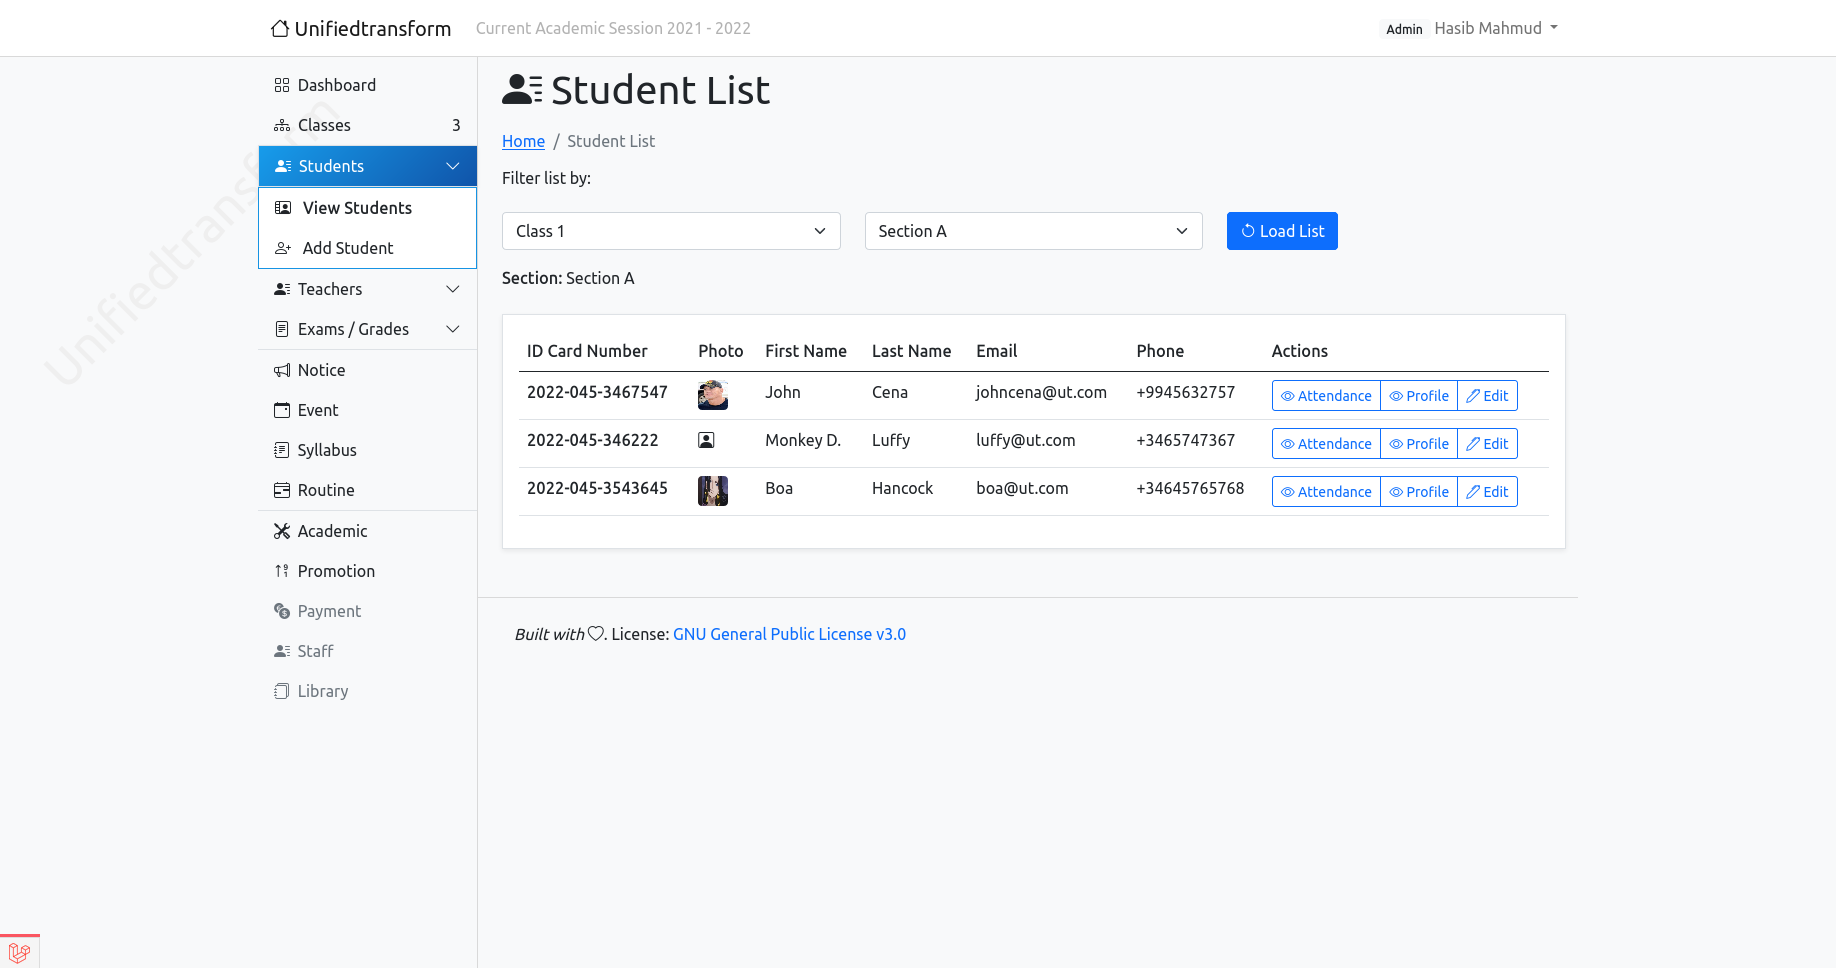 Unifiedtransform Current Academic Session 2021 - 2022 Admin Hasib Mahmud
Unifiedtransform
Dashboard
Classes 3
Students
View Students
Add Student
Teachers
Exams / Grades
Notice
Event
Syllabus
Routine
Academic
Promotion
Payment
Staff
Library
Student List
Home / Student List
Filter list by:
Class 1 Section A Load List
Section: Section A
ID Card Number Photo First Name Last Name Email Phone Actions
2022-045-3467547 John Cena johncena@ut.com +9945632757 Attendance Profile Edit
2022-045-346222 Monkey D. Luffy luffy@ut.com +3465747367 Attendance Profile Edit
2022-045-3543645 Boa Hancock boa@ut.com +34645765768 Attendance Profile Edit
Built with . License: GNU General Public License v3.0